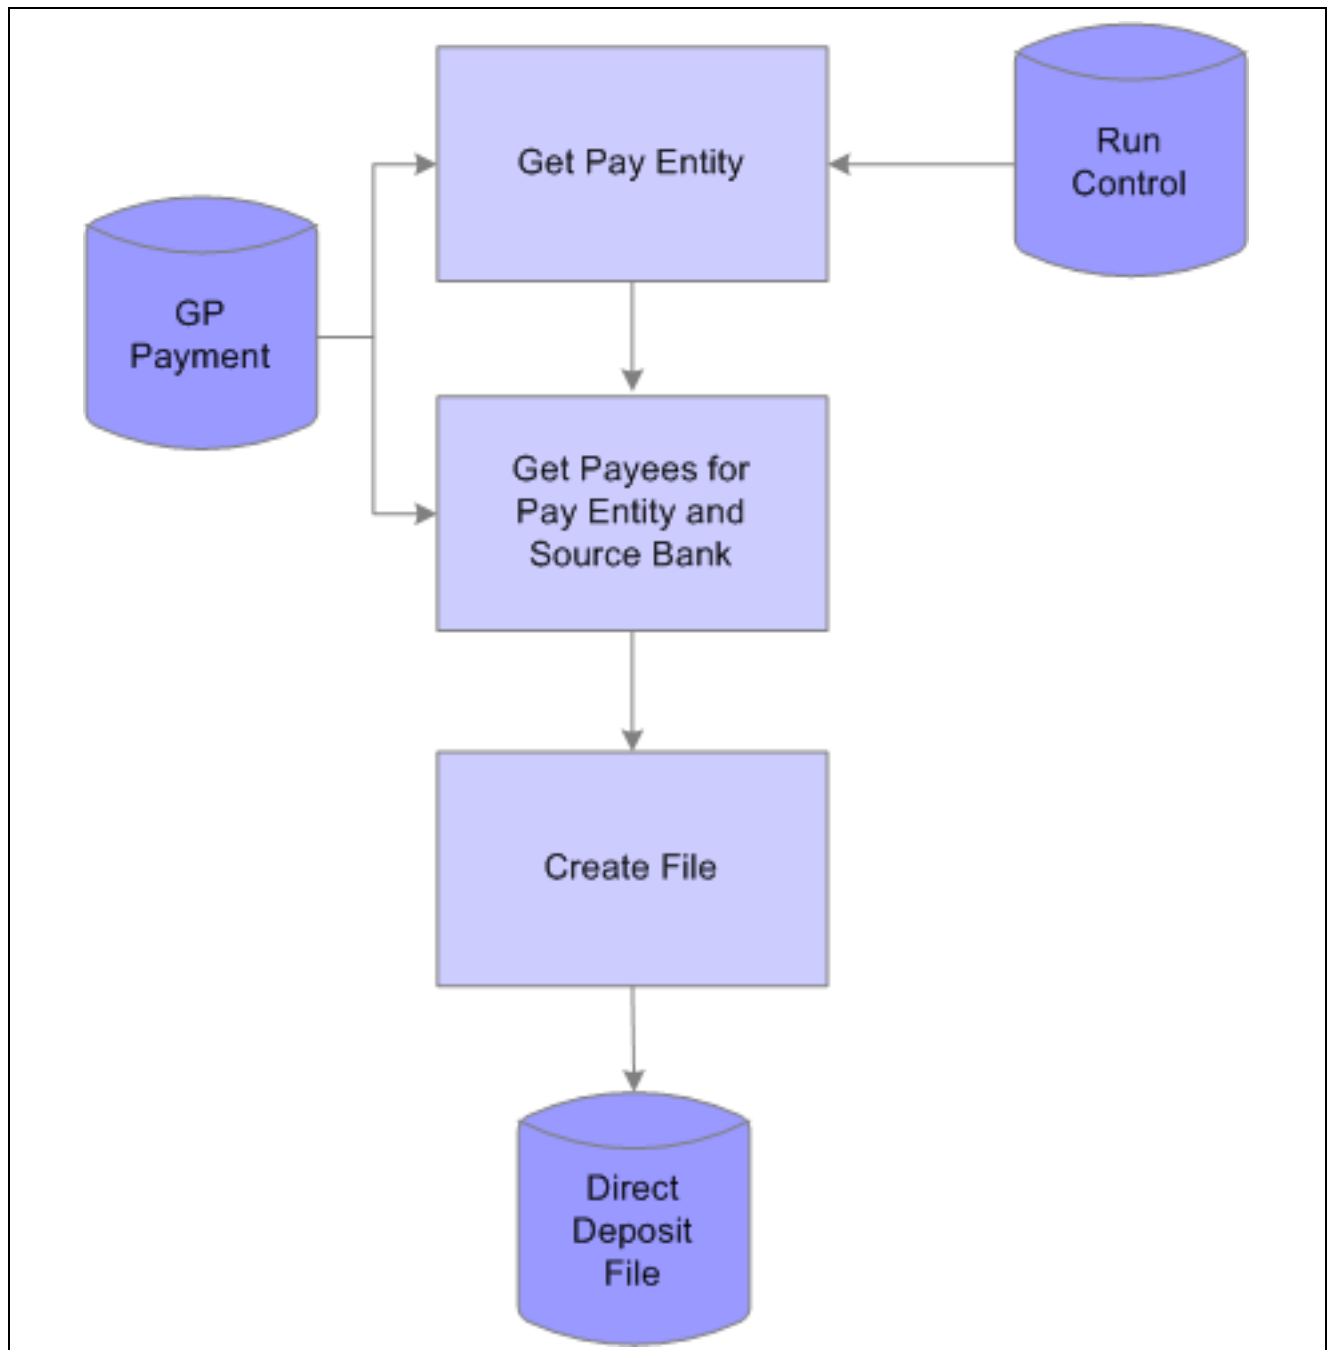 Get Pay Entity
Run
Control
GP
Payment
Get Payees for
Pay Entity and
Source Bank
Create File
Direct
Deposit
File